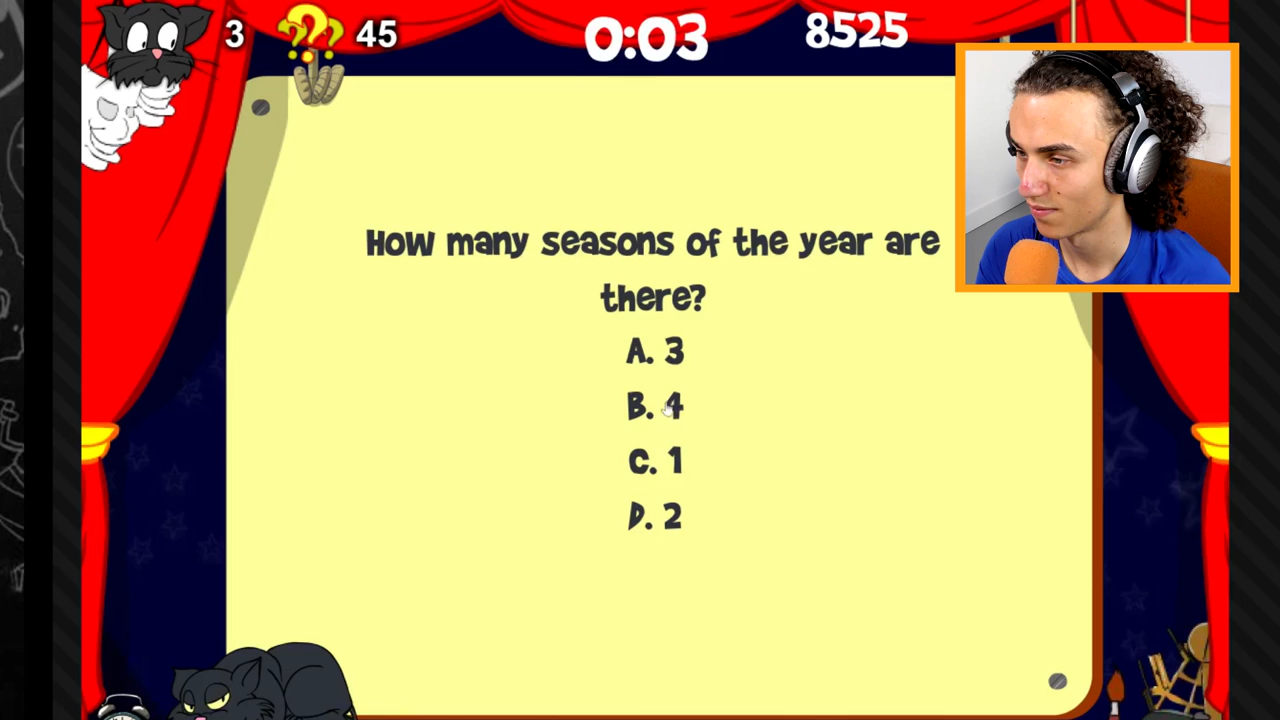 3 ??? 45 0:03 8525
How many seasons of the year are
there?
A. 3
B. 4
C. 1
D. 2